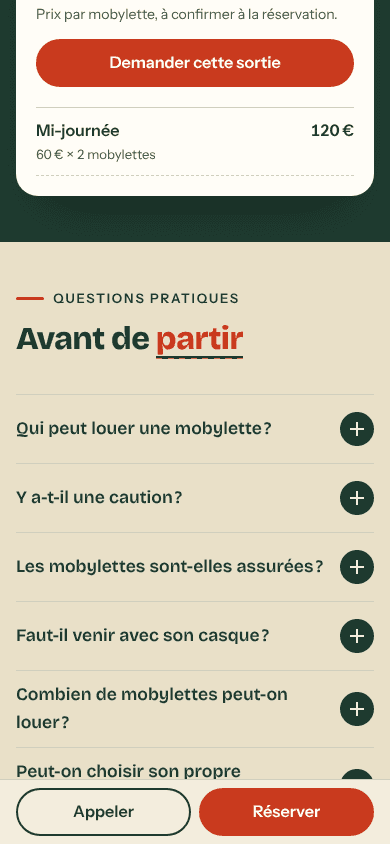 Prix par mobylette, à confirmer à la réservation.
Demander cette sortie
Mi-journée 120 €
60 € × 2 mobylettes
QUESTIONS PRATIQUES
Avant de partir
Qui peut louer une mobylette ?
Y a-t-il une caution ?
Les mobylettes sont-elles assurées ?
Faut-il venir avec son casque ?
Combien de mobylettes peut-on
louer ?
Peut-on choisir son propre
Appeler Réserver